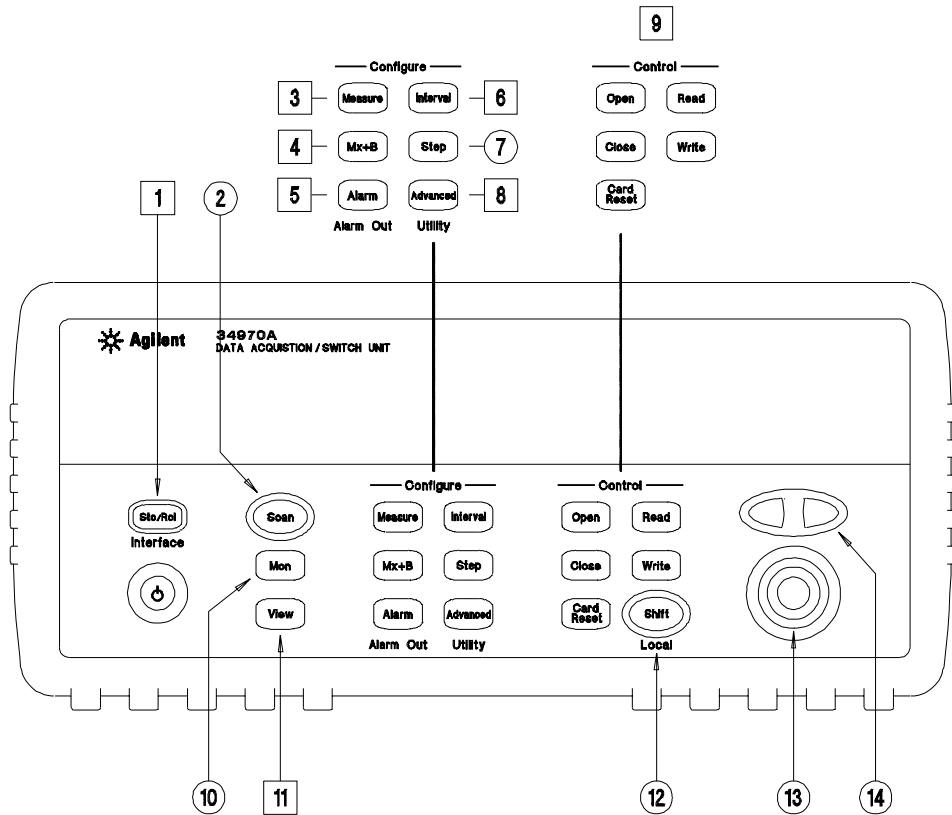 9
Configure
Control
3 Measure Interval 6
Open Read
4 Mx+B Step 7
Close Write
5 Alarm Advanced 8
Card Reset
Alarm Out Utility
1
2
Agilent
34970A
DATA ACQUISTION / SWITCH UNIT
Configure
Control
Sto/Rcl
Interface
Scan
Measure Interval
Open Read
Mon
Mx+B Step
Close Write
View
Alarm Advanced
Card Reset
Shift
Alarm Out Utility
Local
10
11
12
13
14